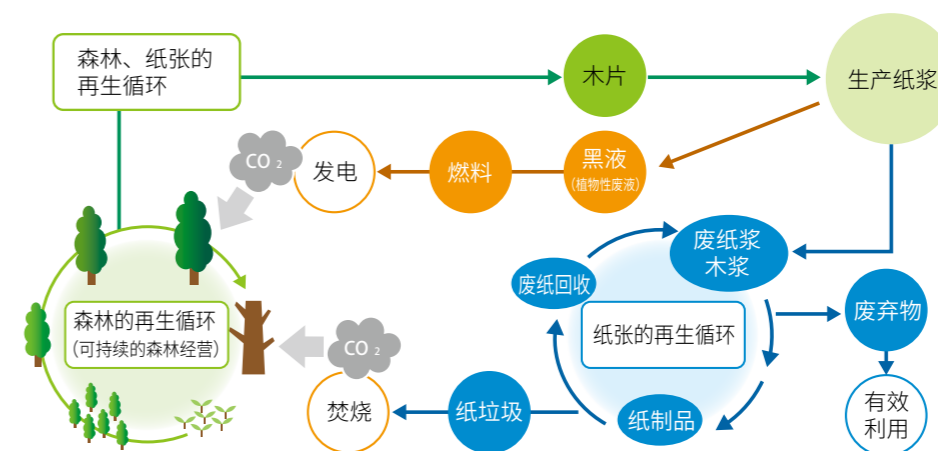 森林、纸张的
再生循环
木片
生产纸浆
CO₂
发电
燃料
黑液
（植物性废液）
废纸浆
木浆
废纸回收
森林的再生循环
（可持续的森林经营）
纸张的再生循环
废弃物
CO₂
焚烧
纸垃圾
纸制品
有效
利用